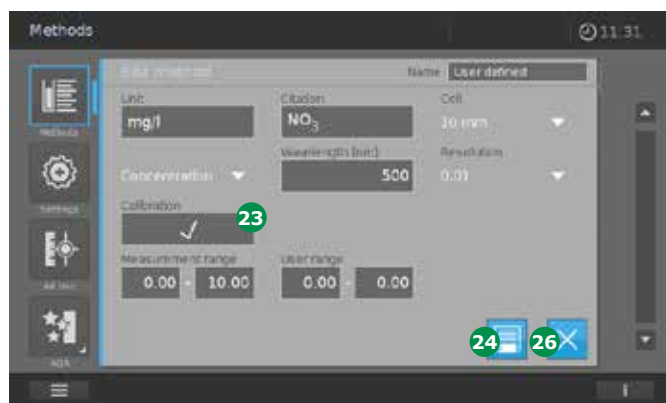 Methods 11:31
Edit method Name User defined
Unit Citation Cell
mg/l NO3 10 mm
Methods
Wavelength (nm) Resolution
Concentration 500 0.01
Settings
Calibration
23
Measurement range User range
0.00 - 10.00 0.00 - 0.00
24 26
AQA
i